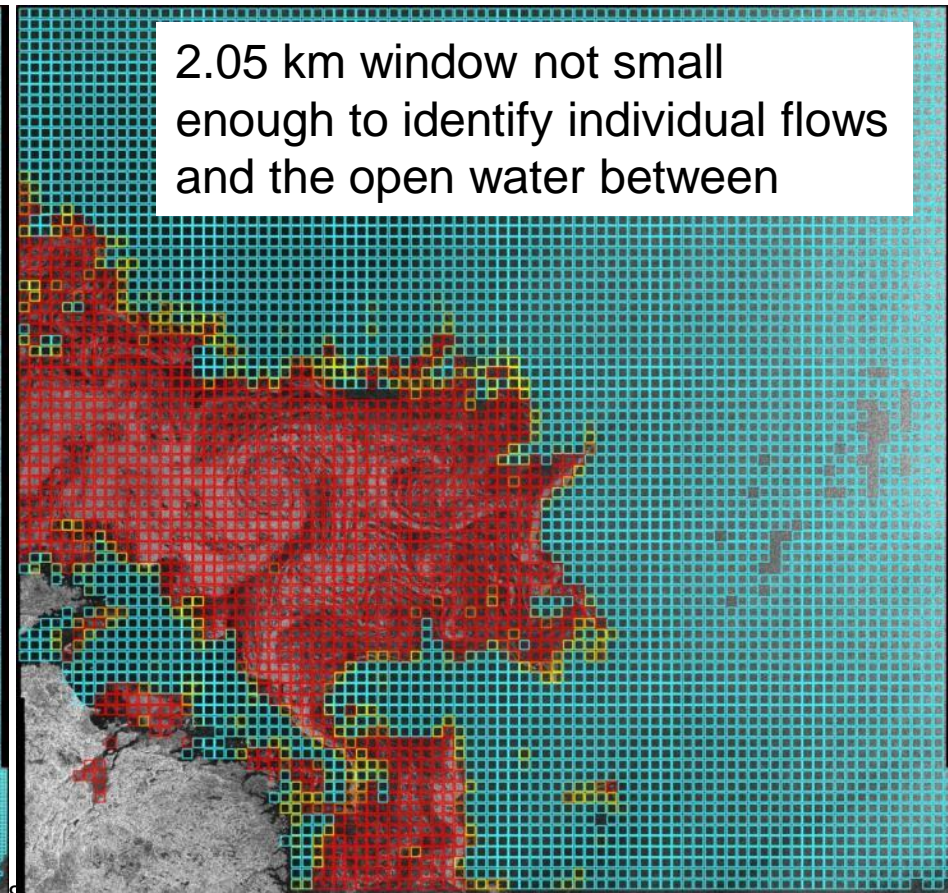 2.05 km window not small
enough to identify individual flows
and the open water between